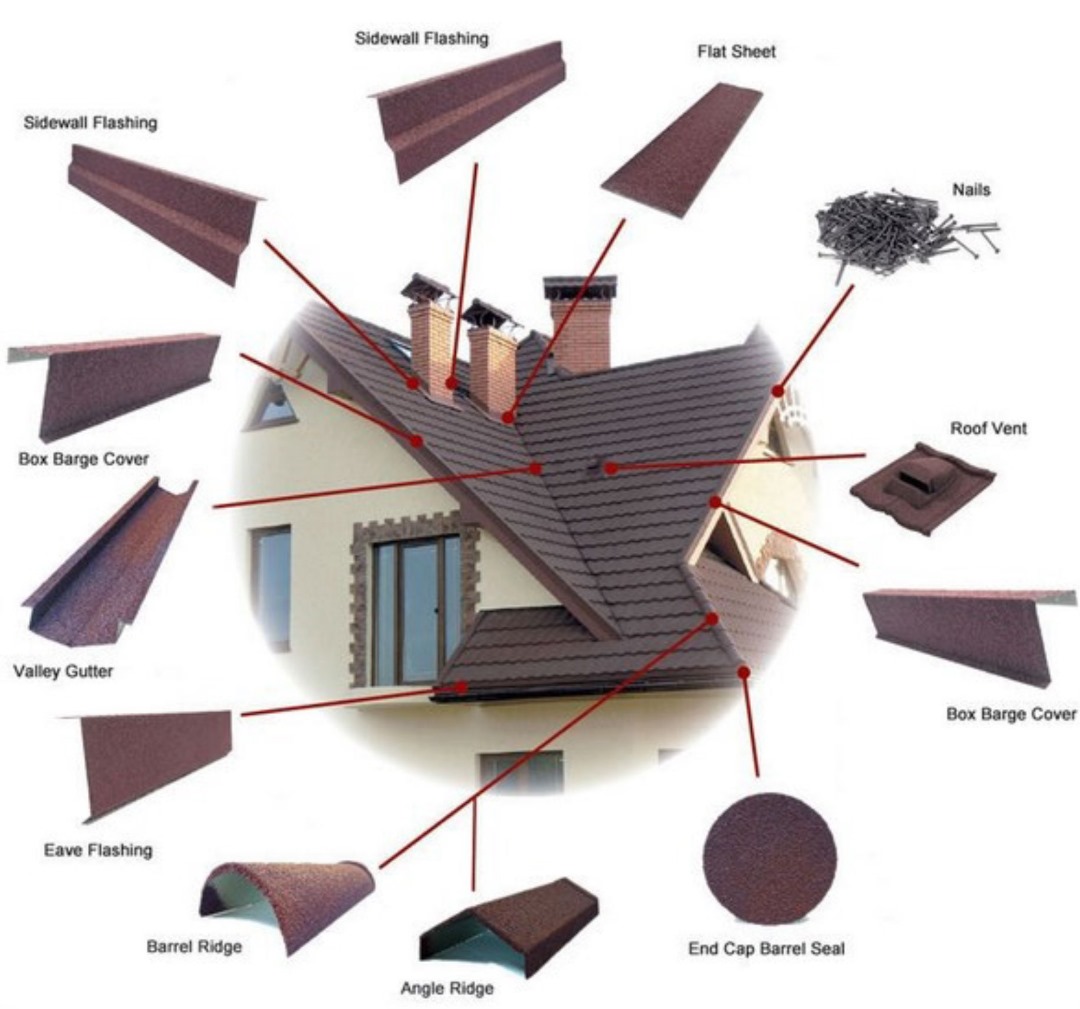 Sidewall Flashing
Flat Sheet
Sidewall Flashing
Nails
Roof Vent
Box Barge Cover
Valley Gutter
Box Barge Cover
Eave Flashing
Barrel Ridge
End Cap Barrel Seal
Angle Ridge